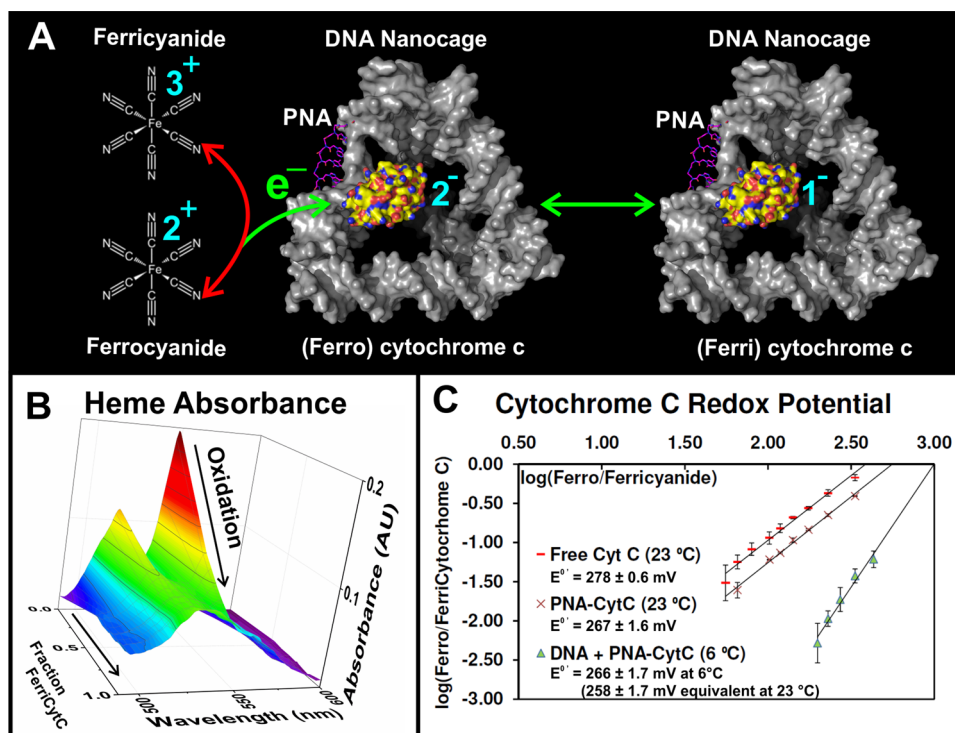 A
Ferricyanide
DNA Nanocage
DNA Nanocage
N
N
N
C
C
C
3+
Fe
C
C
N
C
N
N
PNA
PNA
e–
2-
1-
N
N
N
C
C
C
2+
Fe
C
C
N
C
N
N
Ferrocyanide
(Ferro) cytochrome c
(Ferri) cytochrome c
B
Heme Absorbance
Oxidation
0.2
0.1
Absorbance (AU)
0.0
0.5
1.0
Fraction
FerriCytC
500
550
600
Wavelength (nm)
C
Cytochrome C Redox Potential
0.50 1.00 1.50 2.00 2.50 3.00
log(Ferro/Ferricyanide)
0.00
-0.50
-1.00
-1.50
-2.00
-2.50
-3.00
log(Ferro/FerriCytocrhome C)
Free Cyt C (23 ºC)
E0' = 278 ± 0.6 mV
PNA-CytC (23 ºC)
E0' = 267 ± 1.6 mV
DNA + PNA-CytC (6 ºC)
E0' = 266 ± 1.7 mV at 6ºC
(258 ± 1.7 mV equivalent at 23 ºC)